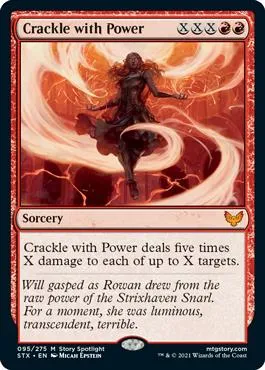 Crackle with Power XXXRR
Sorcery
Crackle with Power deals five times
X damage to each of up to X targets.
Will gasped as Rowan drew from the
raw power of the Strixhaven Snarl.
For a moment, she was luminous,
transcendent, terrible.
095/275 M Story Spotlight mtgstory.com
STX • EN Micah Epstein ™ & © 2021 Wizards of the Coast